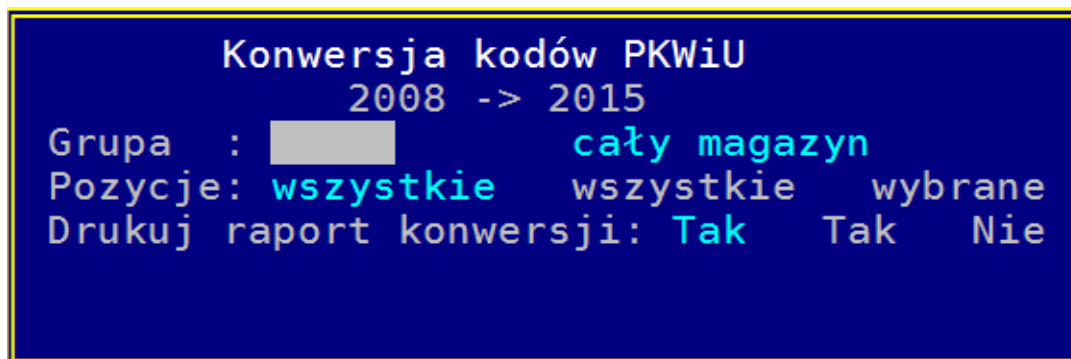 Konwersja kodów PKWiU
2008 -> 2015
Grupa : cały magazyn
Pozycje: wszystkie wszystkie wybrane
Drukuj raport konwersji: Tak Tak Nie